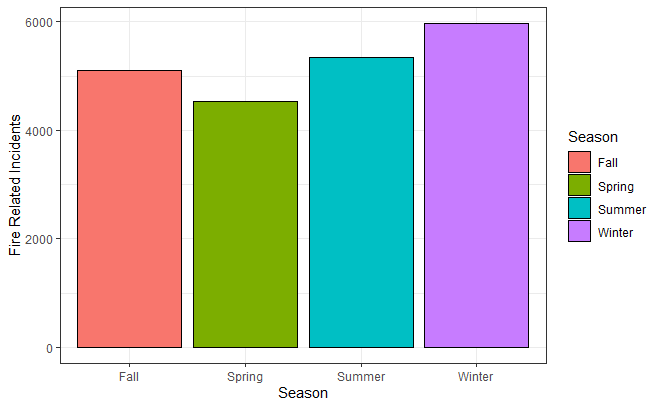 6000
4000
2000
0
Fire Related Incidents
Fall
Spring
Summer
Winter
Season
Season
Fall
Spring
Summer
Winter